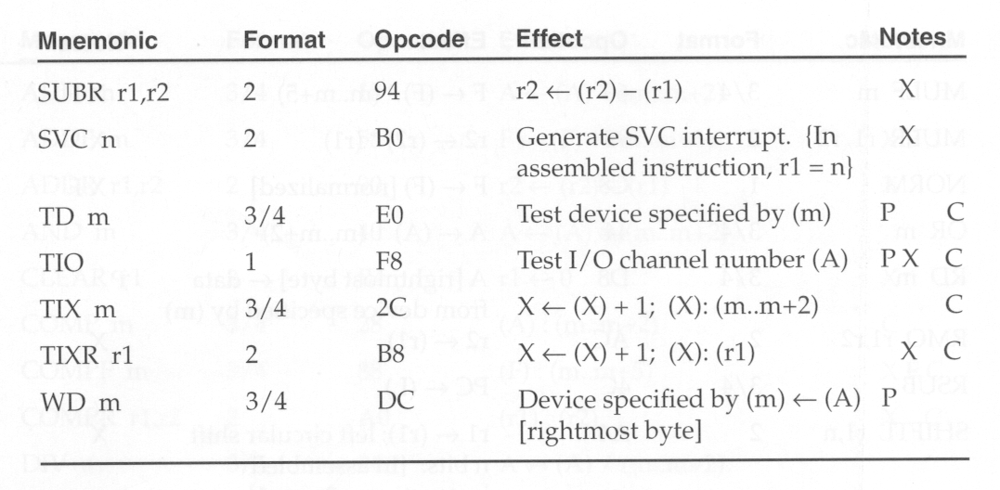 Mnemonic Format Opcode Effect Notes
SUBR r1,r2 2 94 r2 ← (r2) – (r1) X
SVC n 2 B0 Generate SVC interrupt. {In X
assembled instruction, r1 = n}
TD m 3/4 E0 Test device specified by (m) P C
TIO 1 F8 Test I/O channel number (A) P X C
TIX m 3/4 2C X ← (X) + 1; (X): (m..m+2) C
TIXR r1 2 B8 X ← (X) + 1; (X): (r1) X C
WD m 3/4 DC Device specified by (m) ← (A) P
[rightmost byte]